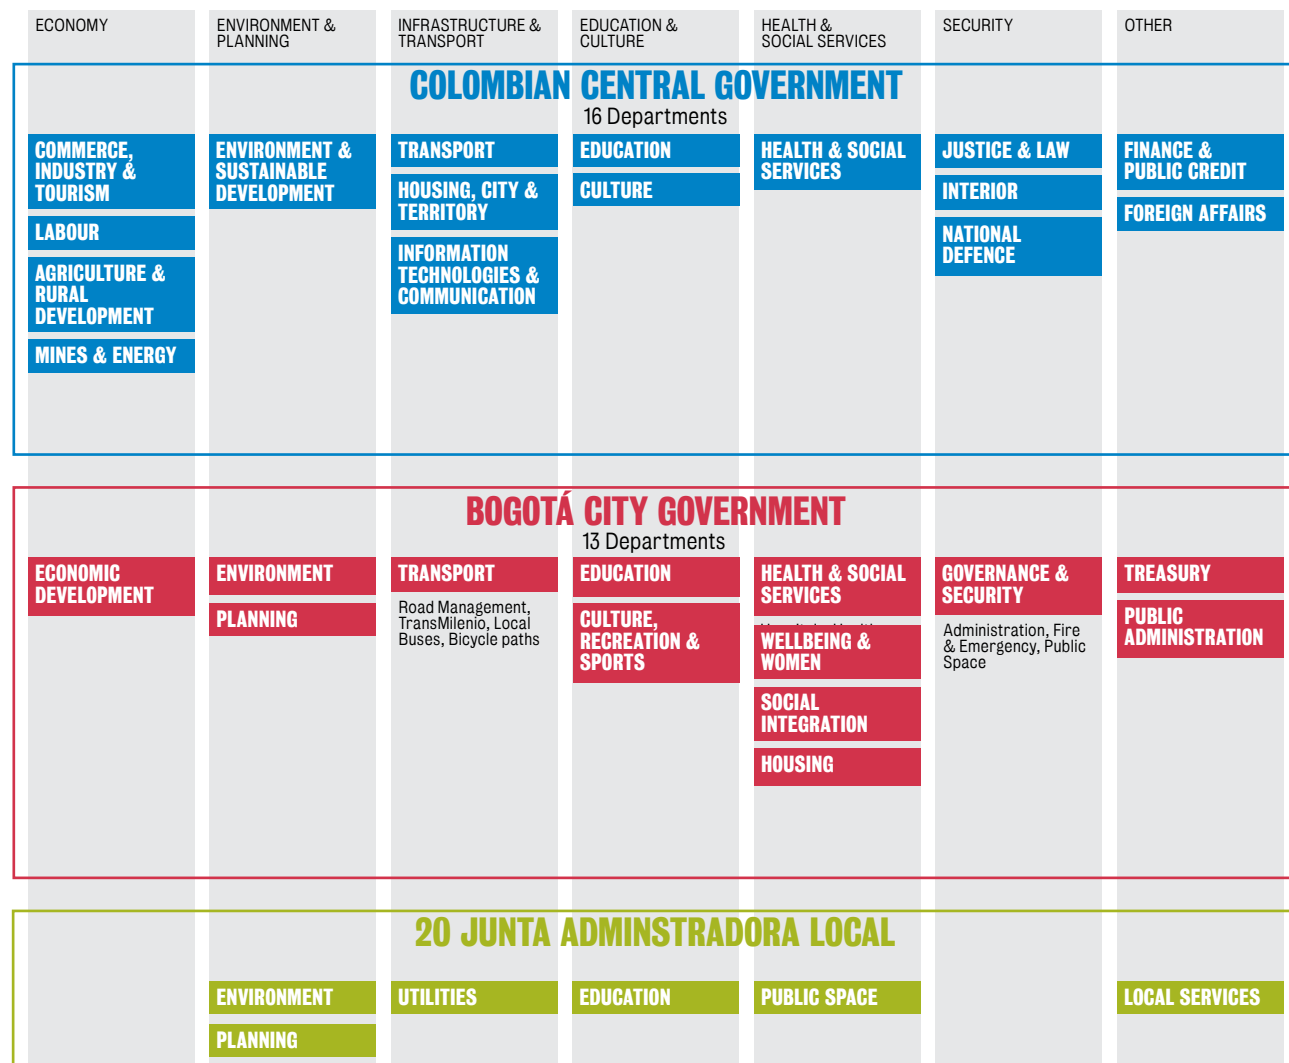 ECONOMY
ENVIRONMENT &
PLANNING
INFRASTRUCTURE &
TRANSPORT
EDUCATION &
CULTURE
HEALTH &
SOCIAL SERVICES
SECURITY
OTHER
COLOMBIAN CENTRAL GOVERNMENT
16 Departments
COMMERCE,
INDUSTRY &
TOURISM
LABOUR
AGRICULTURE &
RURAL
DEVELOPMENT
MINES & ENERGY
ENVIRONMENT &
SUSTAINABLE
DEVELOPMENT
TRANSPORT
HOUSING, CITY &
TERRITORY
INFORMATION
TECHNOLOGIES &
COMMUNICATION
EDUCATION
CULTURE
HEALTH & SOCIAL
SERVICES
JUSTICE & LAW
INTERIOR
NATIONAL
DEFENCE
FINANCE &
PUBLIC CREDIT
FOREIGN AFFAIRS
BOGOTÁ CITY GOVERNMENT
13 Departments
ECONOMIC
DEVELOPMENT
ENVIRONMENT
PLANNING
TRANSPORT
Road Management,
TransMilenio, Local
Buses, Bicycle paths
EDUCATION
CULTURE,
RECREATION &
SPORTS
HEALTH & SOCIAL
SERVICES
WELLBEING &
WOMEN
SOCIAL
INTEGRATION
HOUSING
GOVERNANCE &
SECURITY
Administration, Fire
& Emergency, Public
Space
TREASURY
PUBLIC
ADMINISTRATION
20 JUNTA ADMINSTRADORA LOCAL
ENVIRONMENT
PLANNING
UTILITIES
EDUCATION
PUBLIC SPACE
LOCAL SERVICES